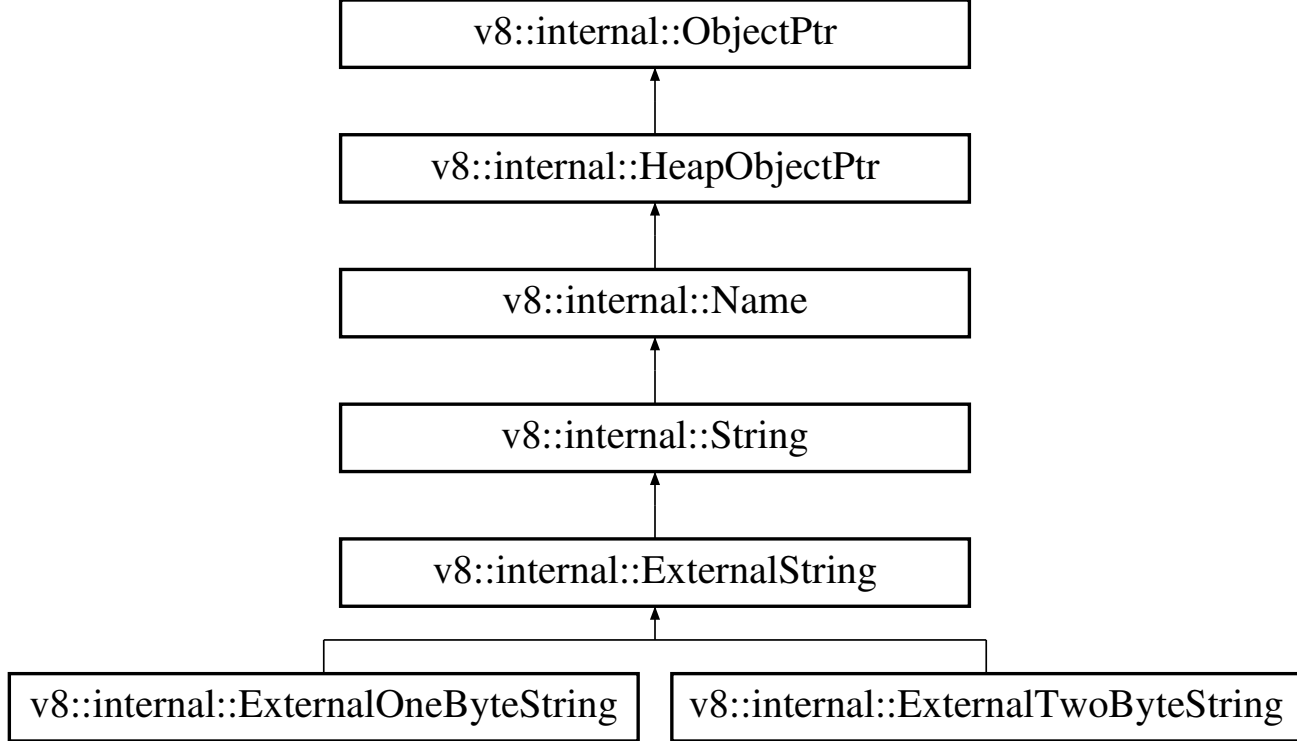 v8::internal::ObjectPtr
v8::internal::HeapObjectPtr
v8::internal::Name
v8::internal::String
v8::internal::ExternalString
v8::internal::ExternalOneByteString
v8::internal::ExternalTwoByteString